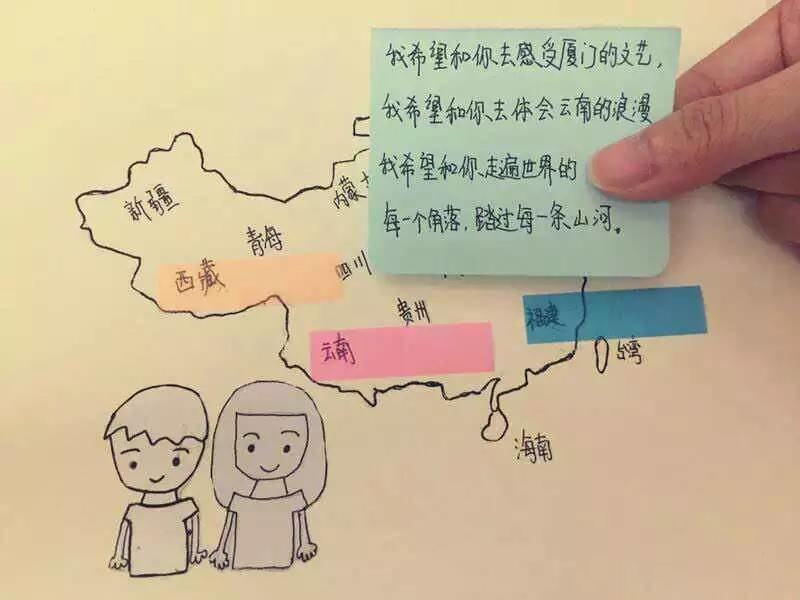 我希望和你去感受厦门的文艺,
我希望和你去体会云南的浪漫
我希望和你走遍世界的
每一个角落,踏过每一条山河。
新疆
内蒙
青海
西藏
四川
贵州
福建
云南
台湾
海南